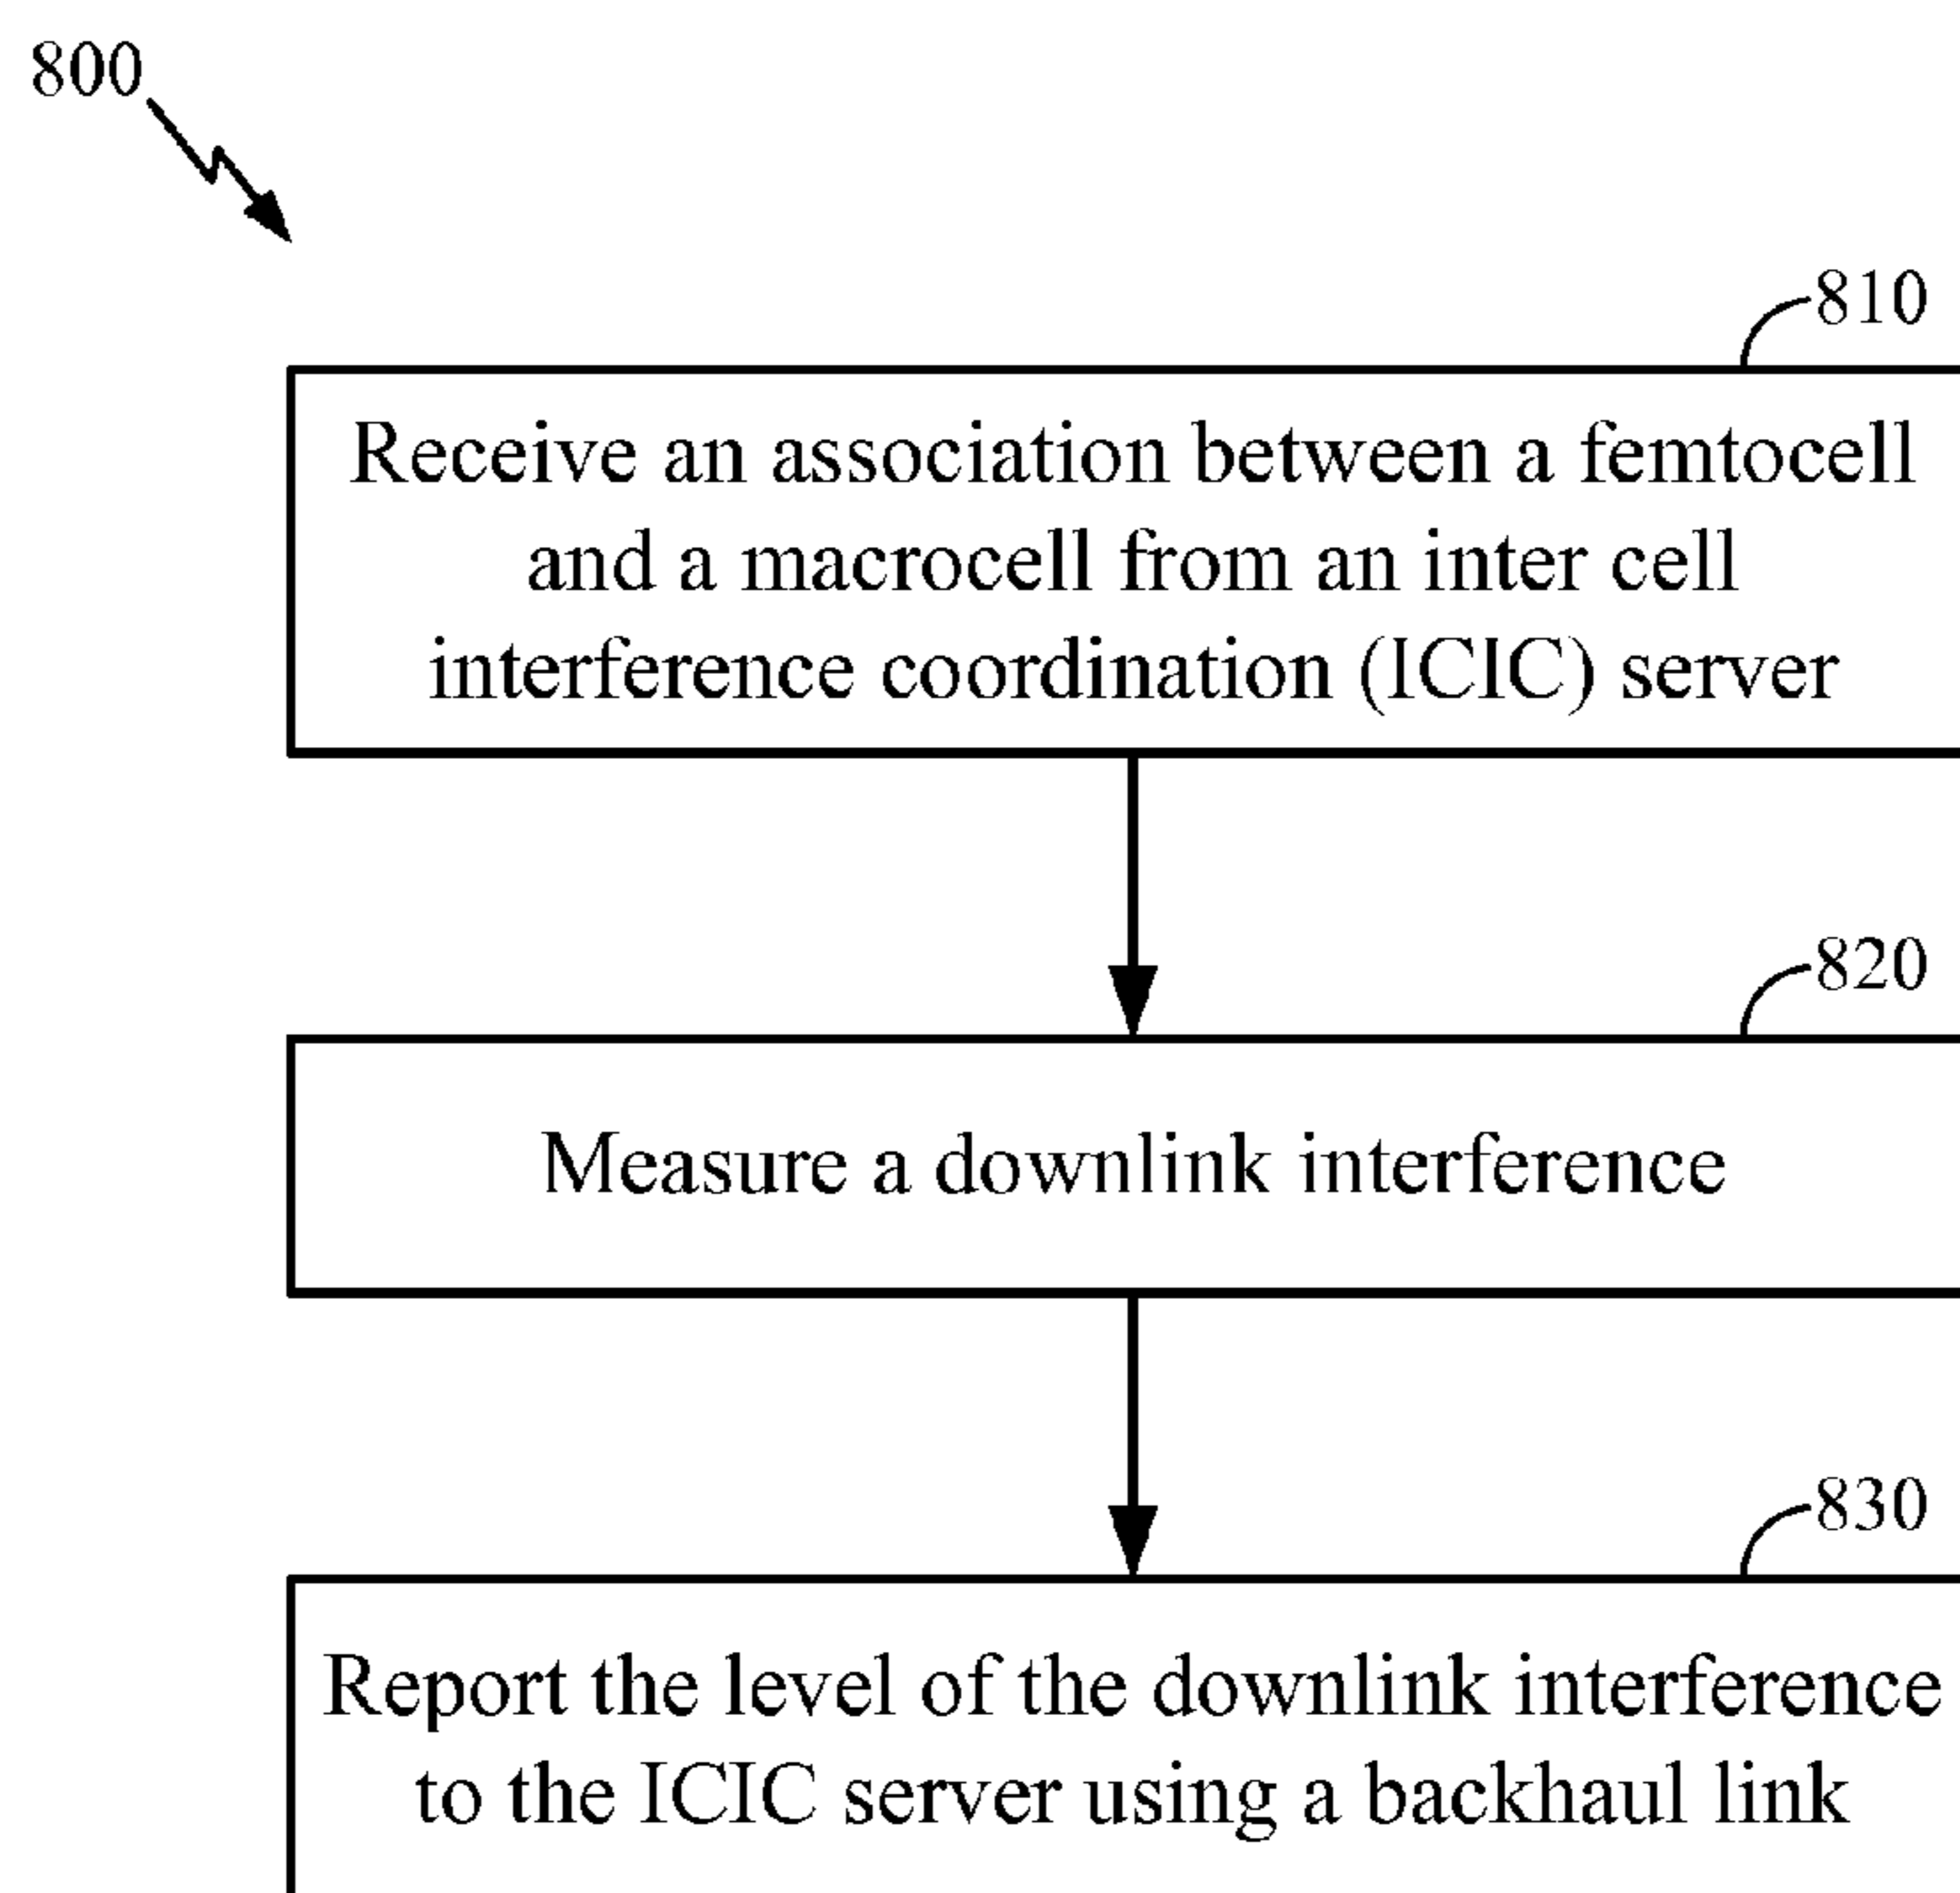 800
810
Receive an association between a femtocell
and a macrocell from an inter cell
interference coordination (ICIC) server
820
Measure a downlink interference
830
Report the level of the downlink interference
to the ICIC server using a backhaul link